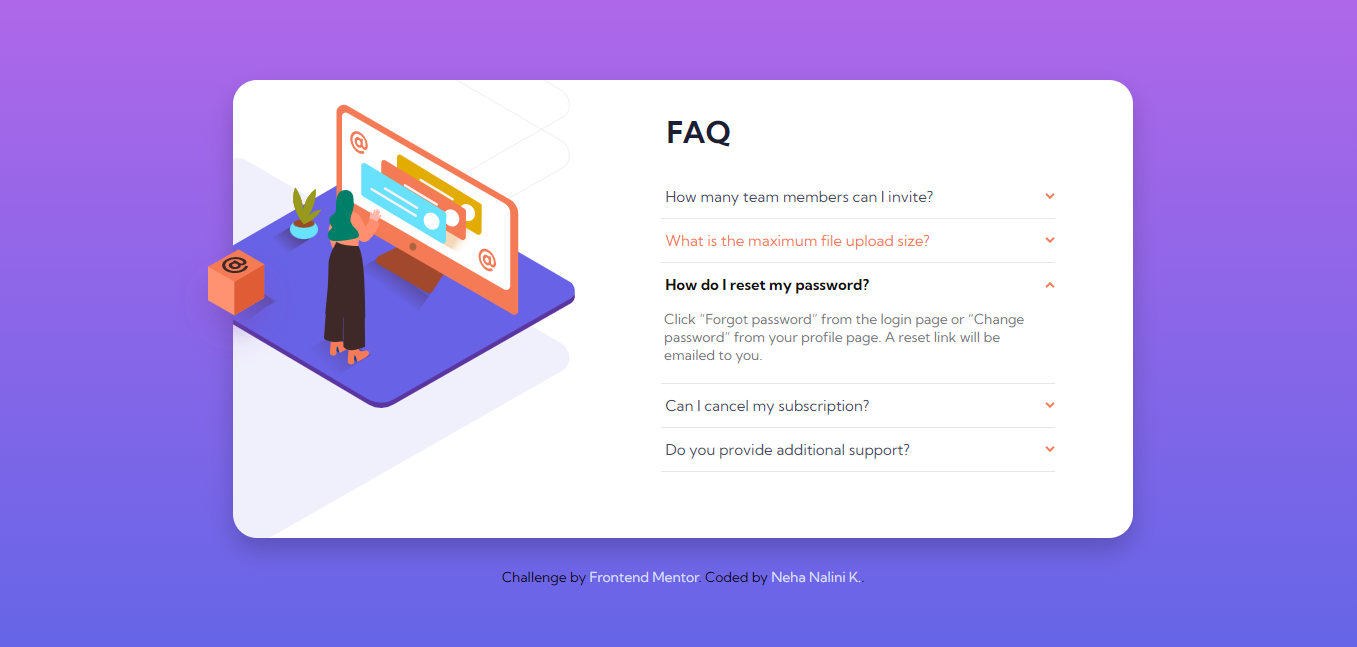 FAQ
How many team members can I invite?
What is the maximum file upload size?
How do I reset my password?
Click “Forgot password” from the login page or “Change
password” from your profile page. A reset link will be
emailed to you.
Can I cancel my subscription?
Do you provide additional support?
Challenge by Frontend Mentor. Coded by Neha Nalini K..
@
@
@